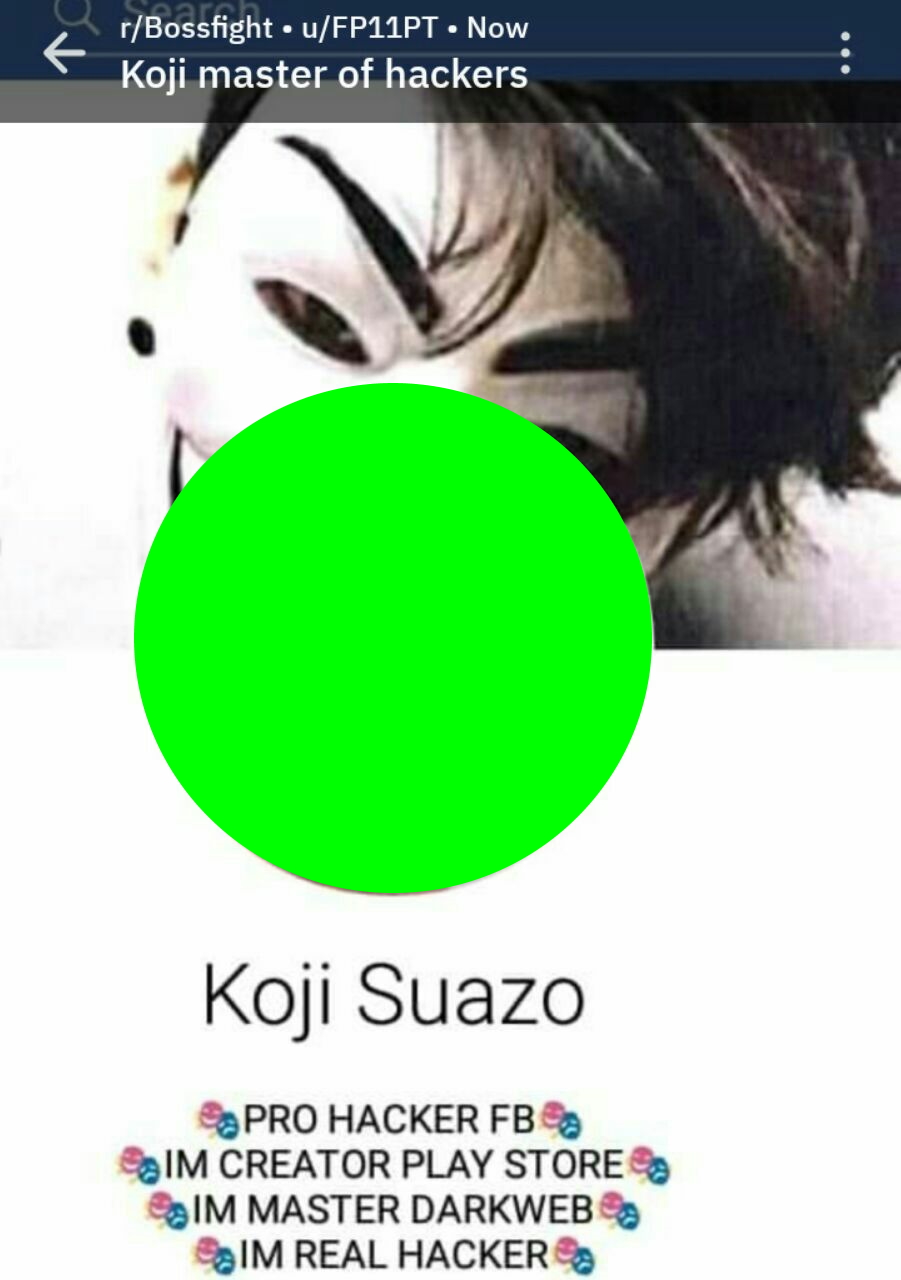 Search
r/Bossfight • u/FP11PT • Now
Koji master of hackers
Koji Suazo
🎭PRO HACKER FB🎭
🎭IM CREATOR PLAY STORE🎭
🎭IM MASTER DARKWEB🎭
🎭IM REAL HACKER🎭